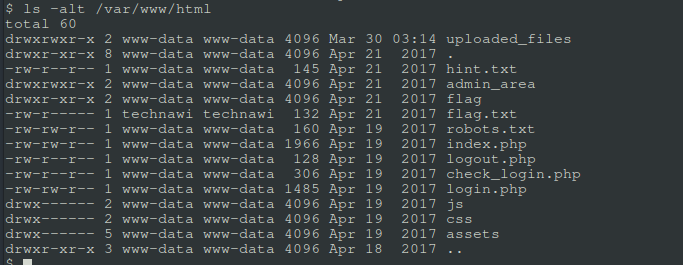 $ ls -alt /var/www/html
total 60
drwxrwxr-x 2 www-data www-data 4096 Mar 30 03:14 uploaded_files
drwxrwxr-x 8 www-data www-data 4096 Apr 21  2017 .
-rw-r--r-- 1 www-data www-data  145 Apr 21  2017 hint.txt
drwxrwxr-x 2 www-data www-data 4096 Apr 21  2017 admin_area
drwxr-xr-x 2 www-data www-data 4096 Apr 21  2017 flag
-rw-r----- 1 technawi technawi  132 Apr 21  2017 flag.txt
-rw-rw-r-- 1 www-data www-data  160 Apr 19  2017 robots.txt
-rw-rw-r-- 1 www-data www-data 1966 Apr 19  2017 index.php
-rw-rw-r-- 1 www-data www-data  128 Apr 19  2017 logout.php
-rw-rw-r-- 1 www-data www-data  306 Apr 19  2017 check_login.php
-rw-rw-r-- 1 www-data www-data 1485 Apr 19  2017 login.php
drwx------ 2 www-data www-data 4096 Apr 19  2017 js
drwx------ 2 www-data www-data 4096 Apr 19  2017 css
drwx------ 5 www-data www-data 4096 Apr 19  2017 assets
drwxr-xr-x 3 www-data www-data 4096 Apr 18  2017 ..
$